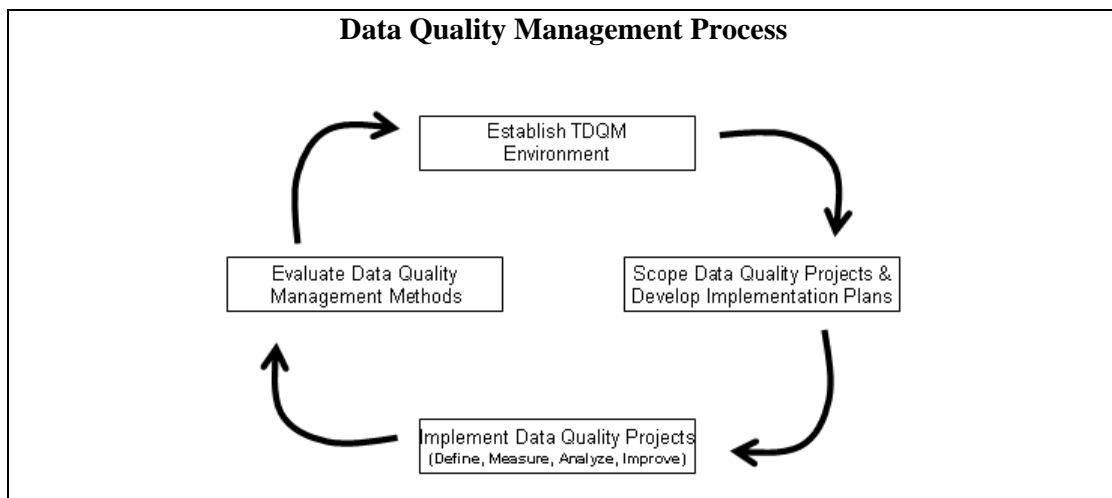 Data Quality Management Process
Establish TDQM
Environment
Evaluate Data Quality
Management Methods
Scope Data Quality Projects &
Develop Implementation Plans
Implement Data Quality Projects
(Define, Measure, Analyze, Improve)